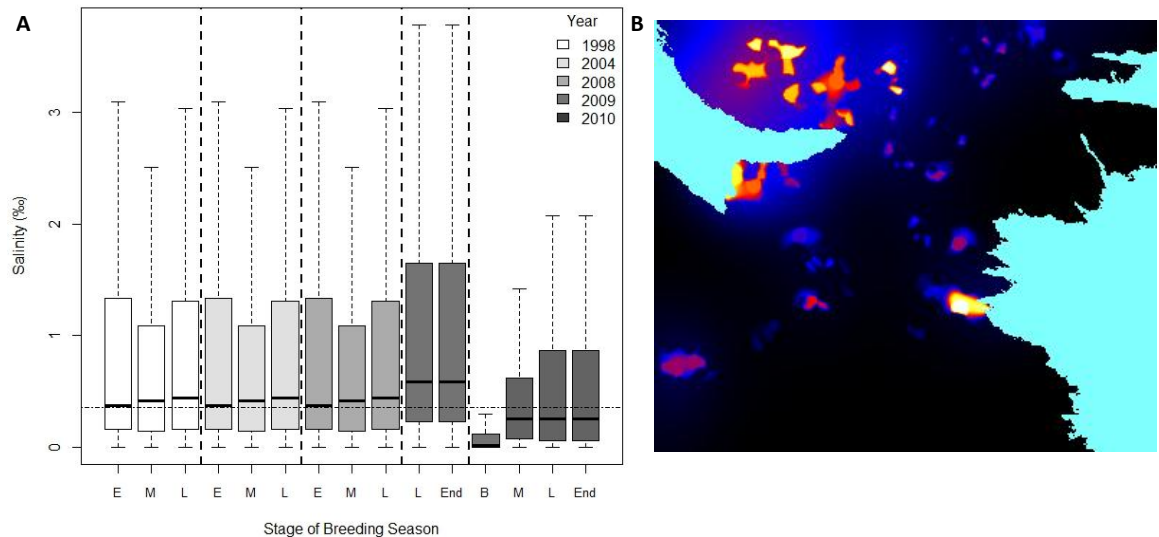 A
B
Year
1998
2004
2008
2009
2010
Salinity (‰)
3
2
1
0
E M L E M L E M L L End B M L End
Stage of Breeding Season